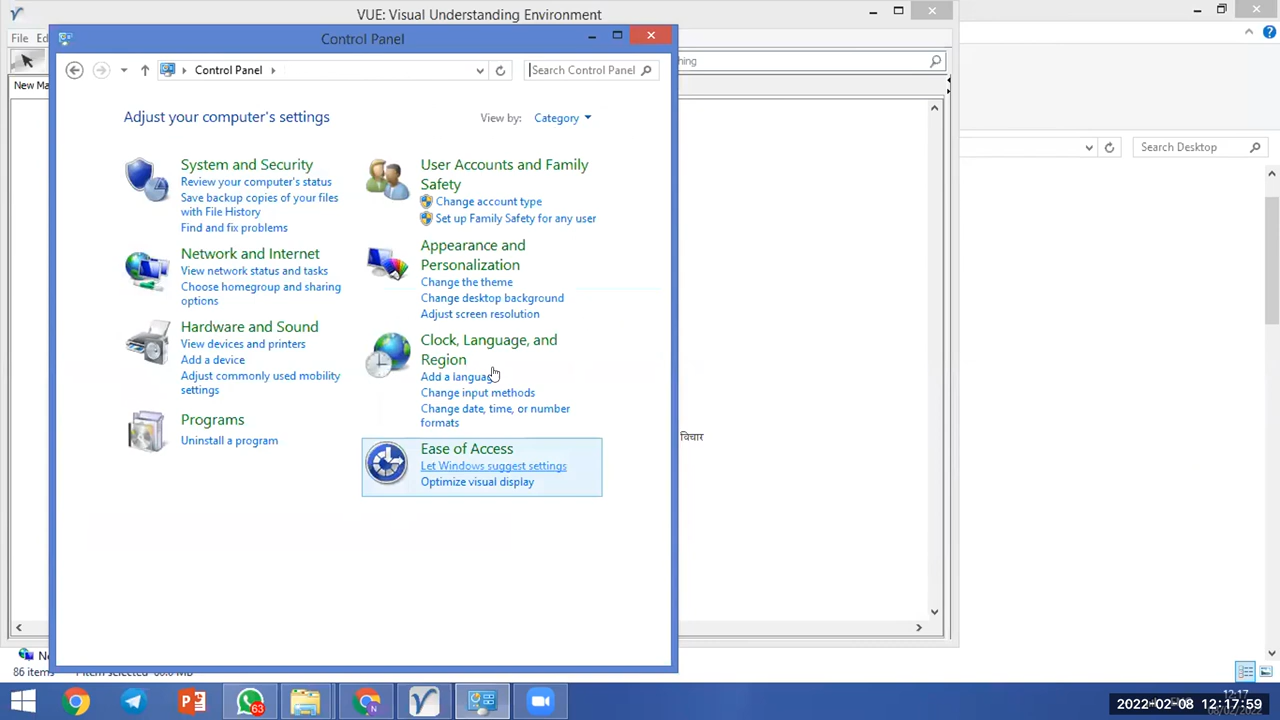 VUE: Visual Understanding Environment
File Ed
Control Panel
Control Panel
Search Control Panel
hing
New Ma
Search Desktop
Adjust your computer's settings
View by: Category
System and Security
Review your computer's status
Save backup copies of your files
with File History
Find and fix problems
Network and Internet
View network status and tasks
Choose homegroup and sharing
options
Hardware and Sound
View devices and printers
Add a device
Adjust commonly used mobility
settings
Programs
Uninstall a program
User Accounts and Family
Safety
Change account type
Set up Family Safety for any user
Appearance and
Personalization
Change the theme
Change desktop background
Adjust screen resolution
Clock, Language, and
Region
Add a language
Change input methods
Change date, time, or number
formats
Ease of Access
Let Windows suggest settings
Optimize visual display
विचार
86 items
63
12:17
2022-02-08 12:17:59